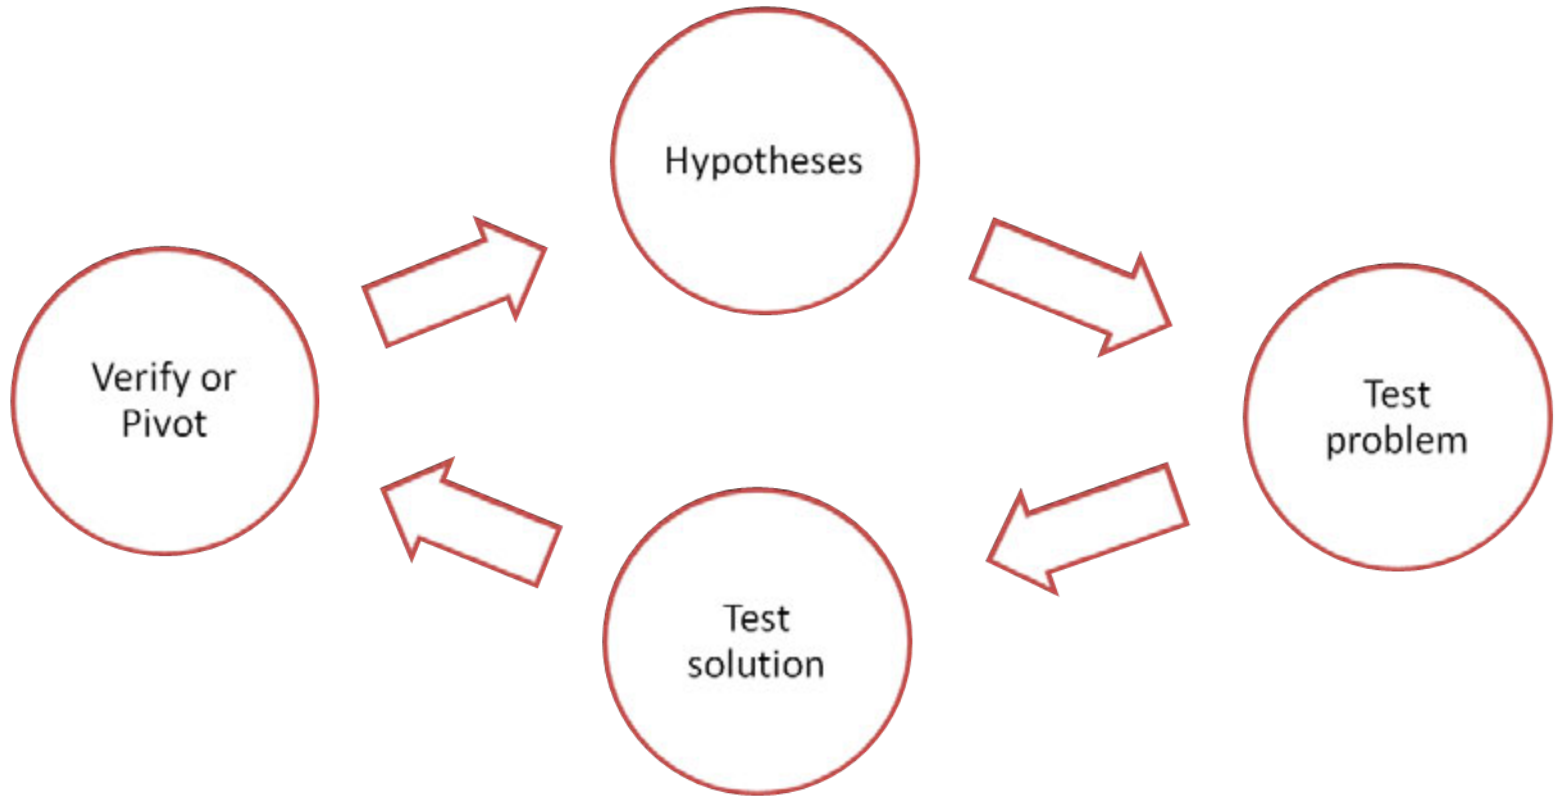 Hypotheses
Verify or
Pivot
Test
problem
Test
solution